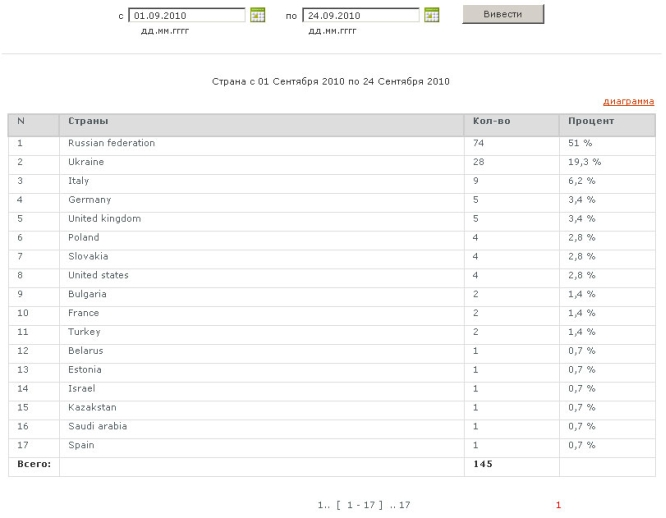 с 01.09.2010 по 24.09.2010 Вивести
дд.мм.гггг дд.мм.гггг
Страна с 01 Сентября 2010 по 24 Сентября 2010
диаграмма
N Страны Кол-во Процент
1 Russian federation 74 51 %
2 Ukraine 28 19,3 %
3 Italy 9 6,2 %
4 Germany 5 3,4 %
5 United kingdom 5 3,4 %
6 Poland 4 2,8 %
7 Slovakia 4 2,8 %
8 United states 4 2,8 %
9 Bulgaria 2 1,4 %
10 France 2 1,4 %
11 Turkey 2 1,4 %
12 Belarus 1 0,7 %
13 Estonia 1 0,7 %
14 Israel 1 0,7 %
15 Kazakstan 1 0,7 %
16 Saudi arabia 1 0,7 %
17 Spain 1 0,7 %
Всего: 145
1.. [ 1 - 17 ] .. 17 1